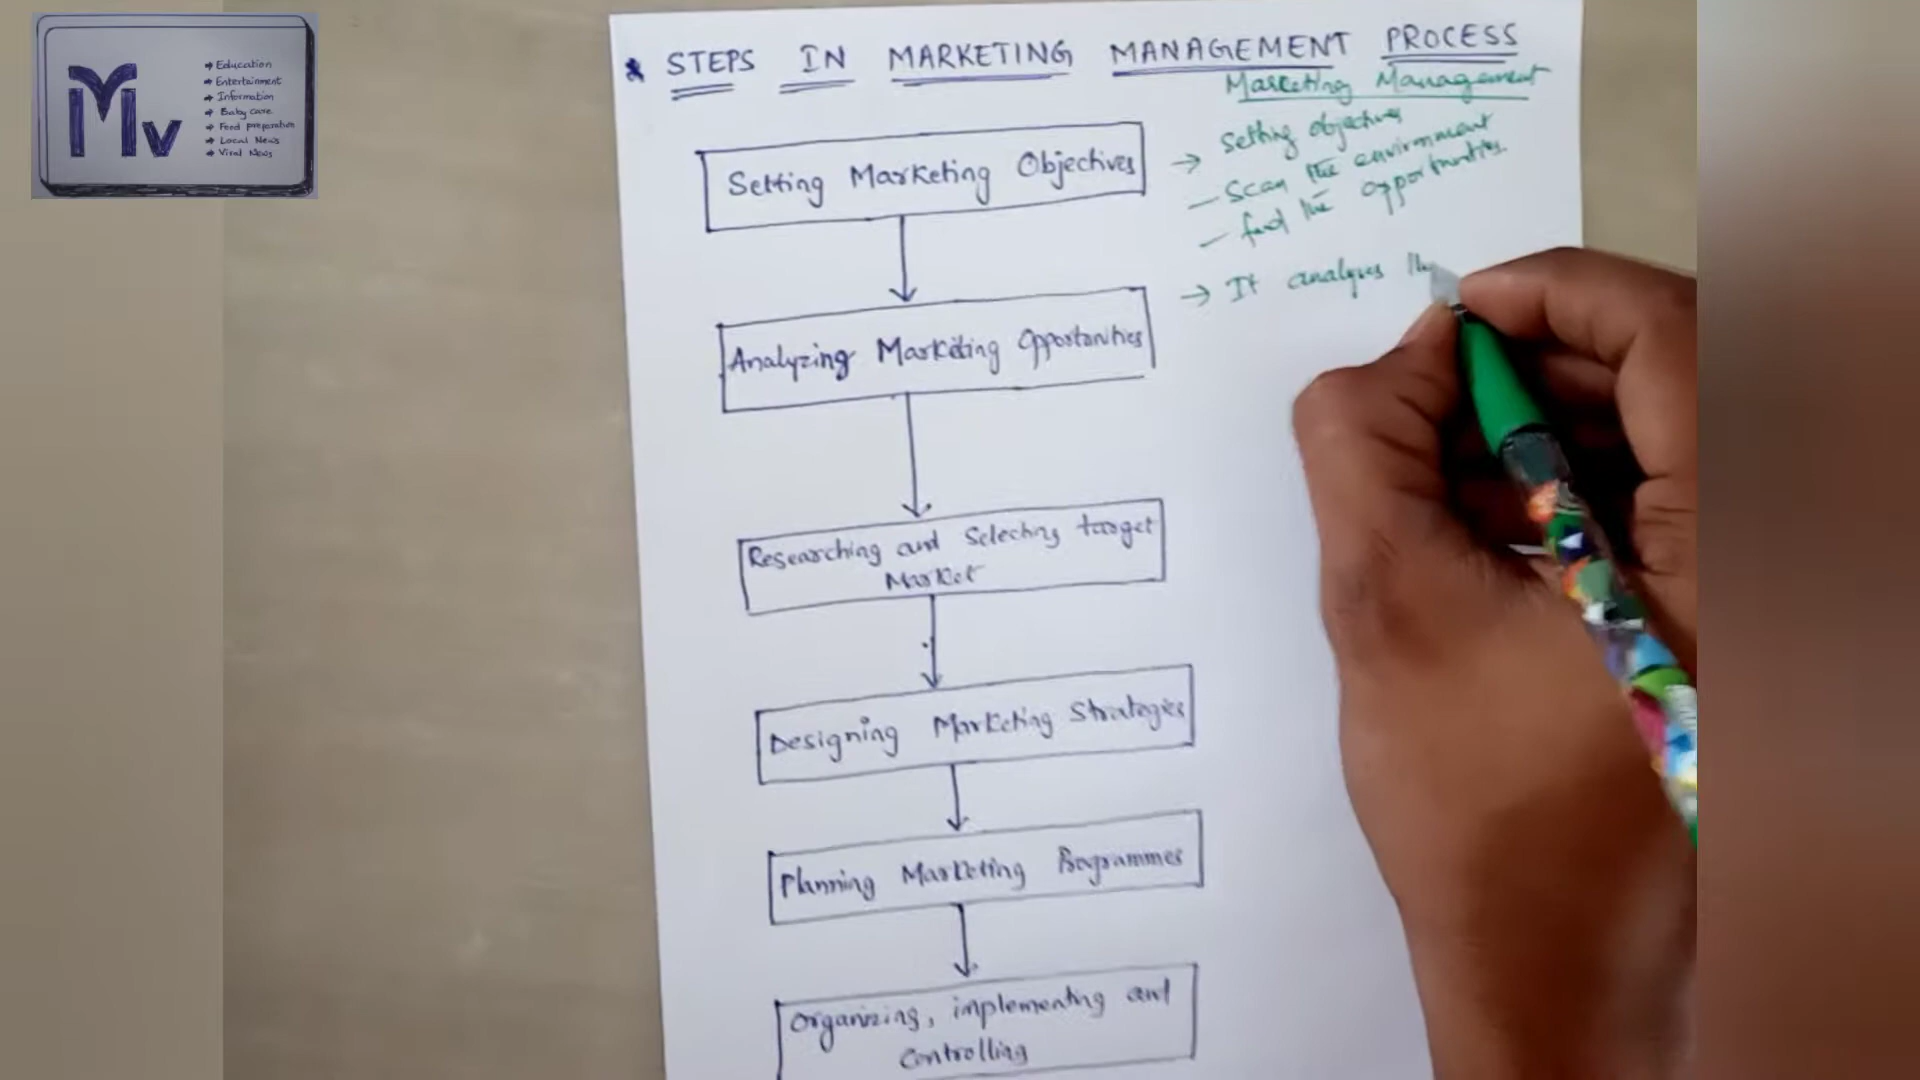 MV
→ Education
→ Entertainment
→ Information
→ Baby care
→ Food preparation
→ Local News
→ Viral News
* STEPS IN MARKETING MANAGEMENT PROCESS
Marketing Management
Setting Marketing Objectives
→ Setting objectives
— Scan the environment
— find the opportunities.
→ It analyses the
Analyzing Marketing Opportunities
Researching and Selecting target
Market
Designing Marketing Strategies
Planning Marketing Programmes
Organizing, implementing and
Controlling